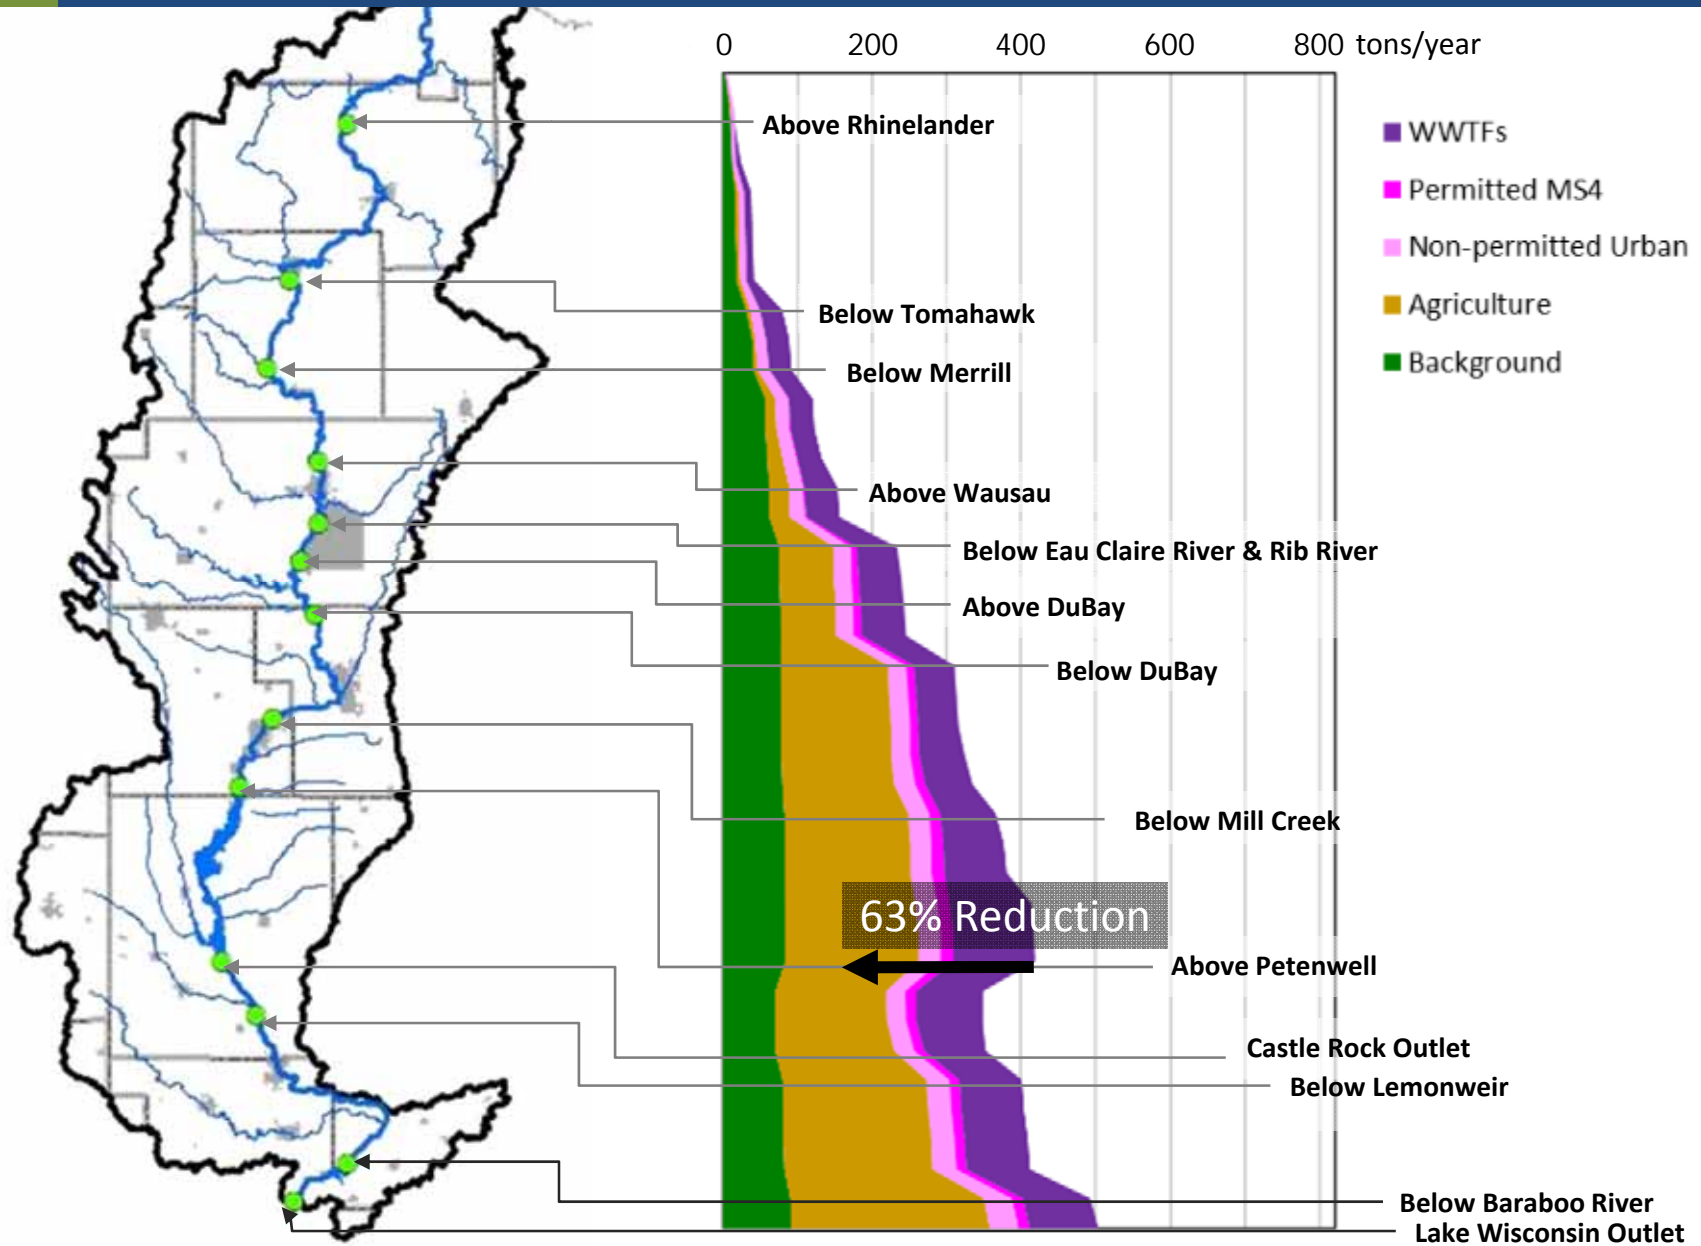 0 200 400 600 800 tons/year
Above Rhinelander
WWTFs
Permitted MS4
Non-permitted Urban
Agriculture
Background
Below Tomahawk
Below Merrill
Above Wausau
Below Eau Claire River & Rib River
Above DuBay
Below DuBay
Below Mill Creek
63% Reduction
Above Petenwell
Castle Rock Outlet
Below Lemonweir
Below Baraboo River
Lake Wisconsin Outlet